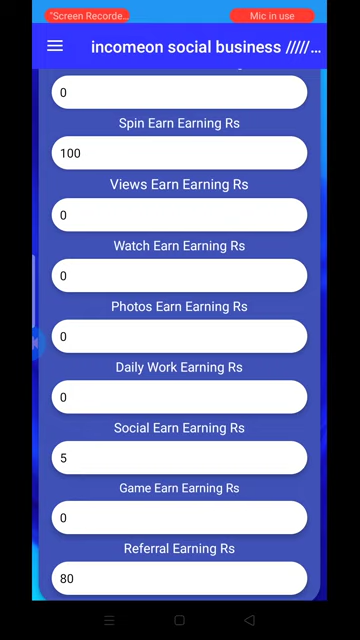 "Screen Recorde..
Mic in use
incomeon social business /////...
0
Spin Earn Earning Rs
100
Views Earn Earning Rs
0
Watch Earn Earning Rs
0
Photos Earn Earning Rs
0
Daily Work Earning Rs
0
Social Earn Earning Rs
5
Game Earn Earning Rs
0
Referral Earning Rs
80